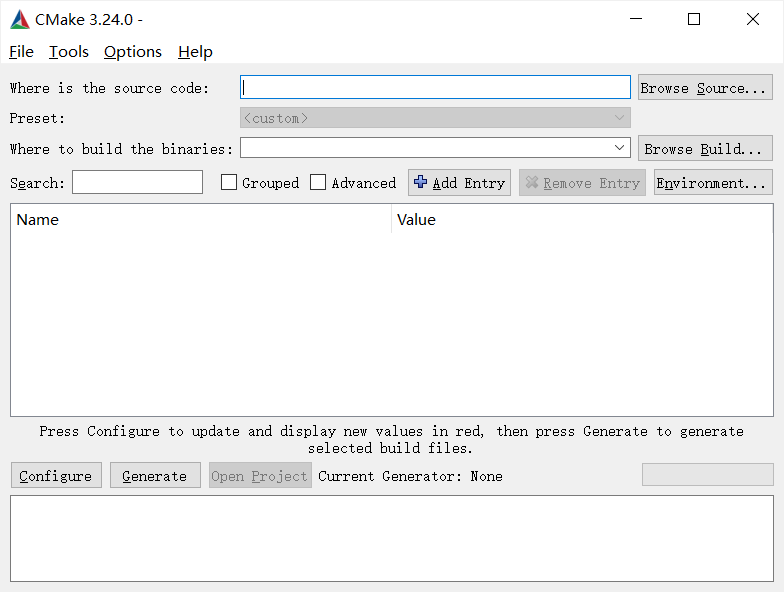 CMake 3.24.0 -
File Tools Options Help
Where is the source code: Browse Source...
Preset: <custom>
Where to build the binaries: Browse Build...
Search: Grouped Advanced Add Entry Remove Entry Environment...
Name Value
Press Configure to update and display new values in red, then press Generate to generate
selected build files.
Configure Generate Open Project Current Generator: None